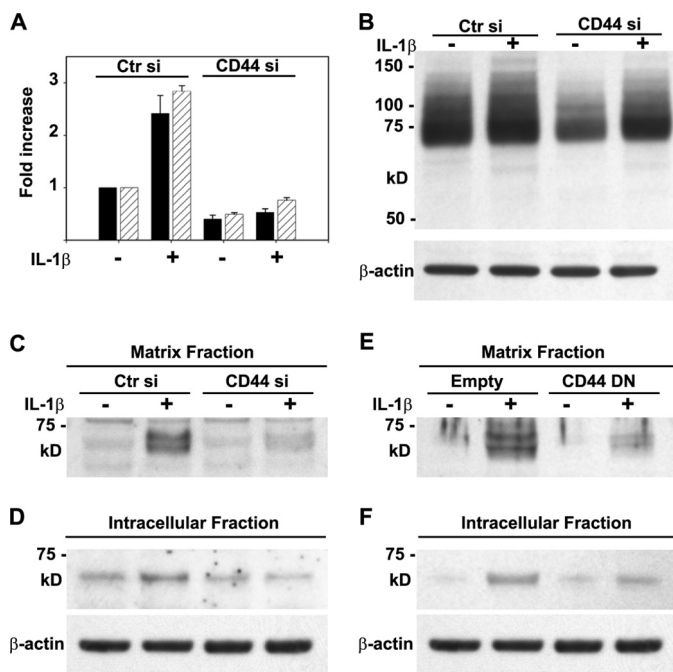 A
Fold increase
3
2
1
Ctr si
CD44 si
IL-1β
-
+
-
+
B
Ctr si
CD44 si
IL-1β
-
+
-
+
150 -
100 -
75 -
kD
50 -
β-actin
C
Matrix Fraction
Ctr si
CD44 si
IL-1β
-
+
-
+
75 -
kD
E
Matrix Fraction
Empty
CD44 DN
IL-1β
-
+
-
+
75 -
kD
D
Intracellular Fraction
75 -
kD
β-actin
F
Intracellular Fraction
75 -
kD
β-actin